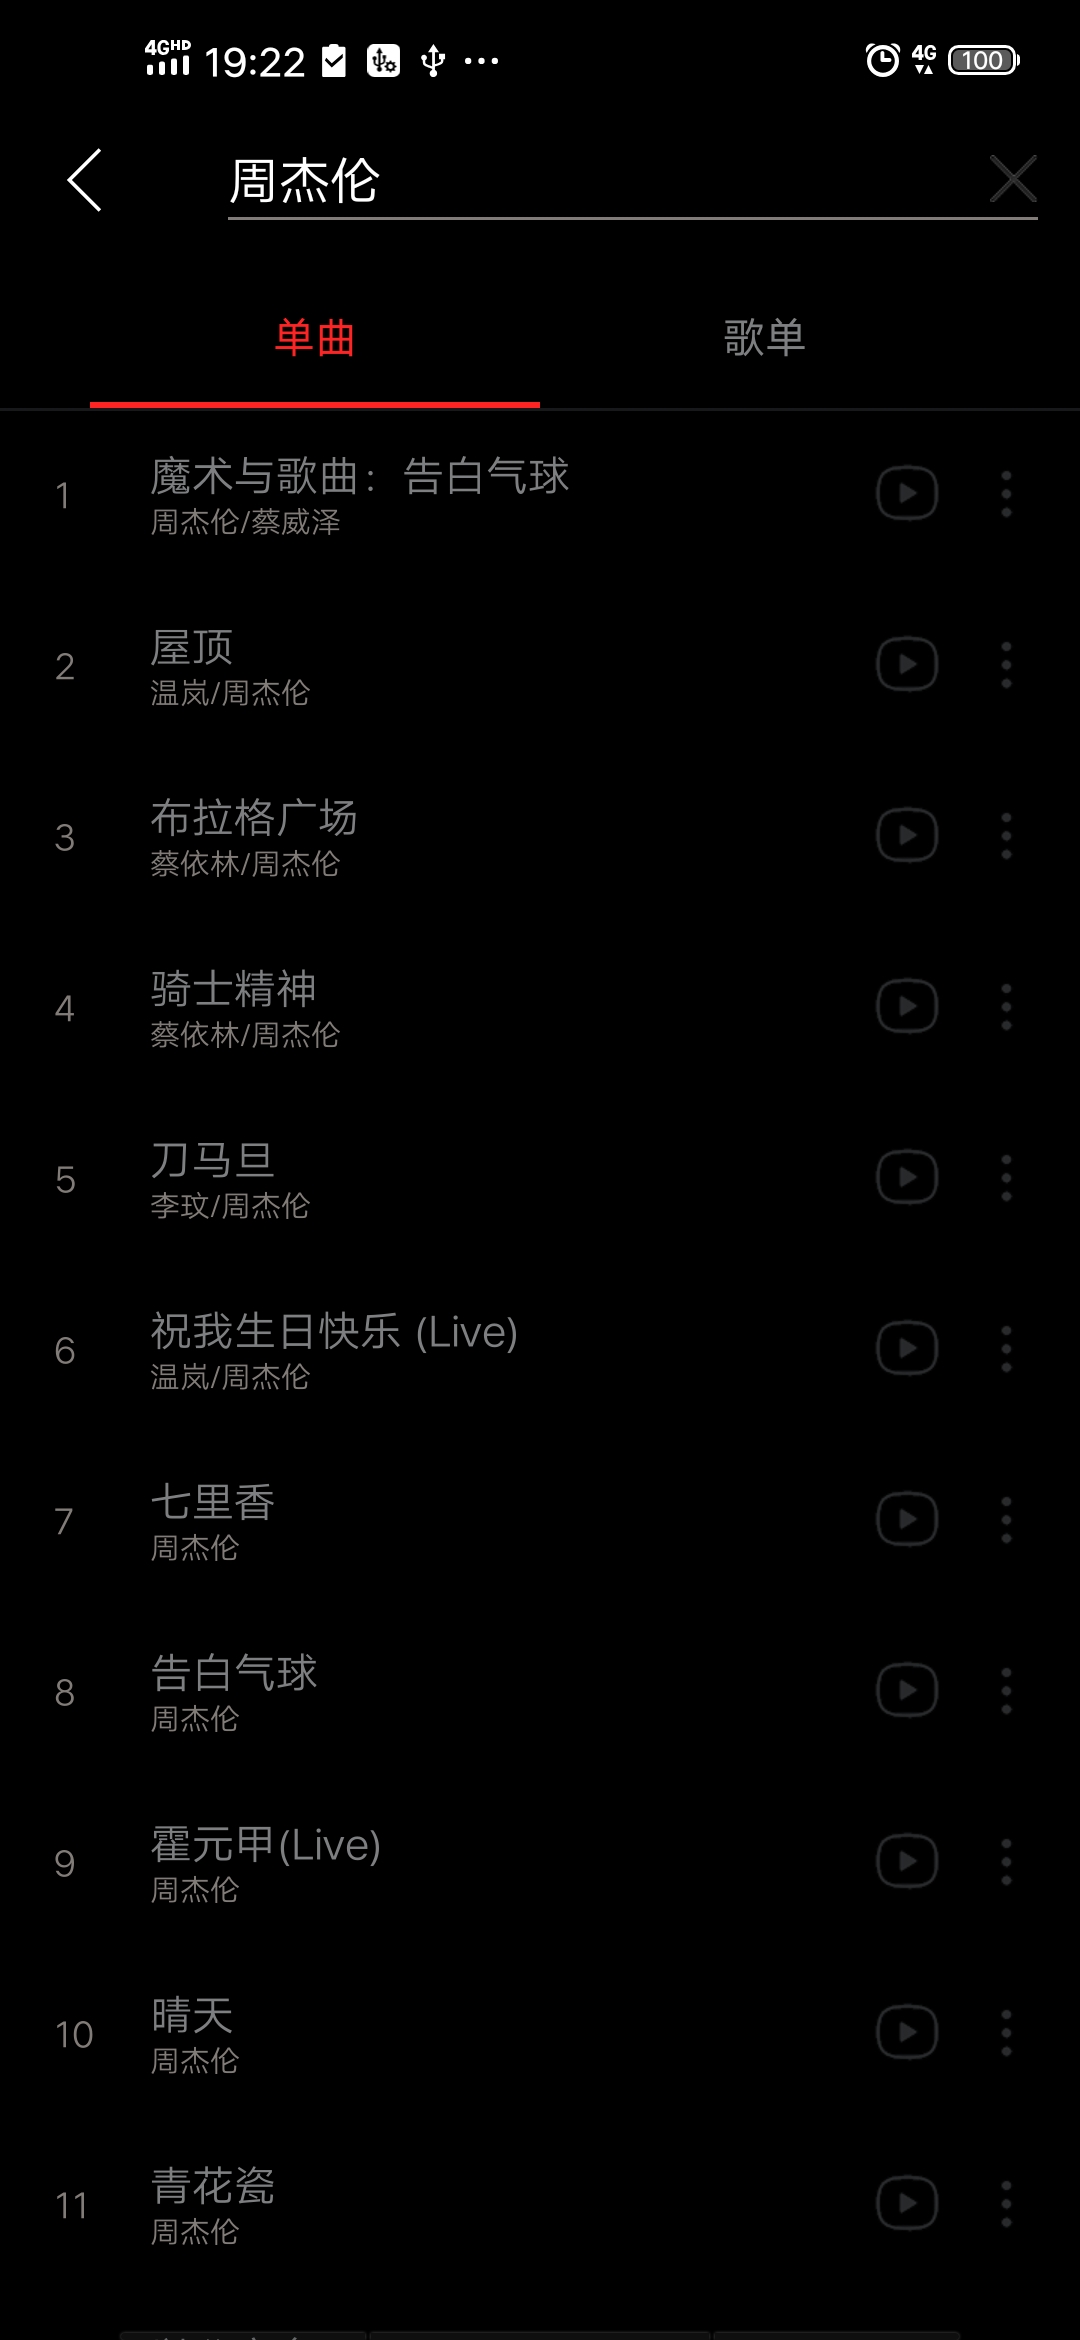 4GHD 19:22 4G 100
周杰伦
单曲 歌单
1 魔术与歌曲：告白气球
周杰伦/蔡威泽
2 屋顶
温岚/周杰伦
3 布拉格广场
蔡依林/周杰伦
4 骑士精神
蔡依林/周杰伦
5 刀马旦
李玟/周杰伦
6 祝我生日快乐 (Live)
温岚/周杰伦
7 七里香
周杰伦
8 告白气球
周杰伦
9 霍元甲(Live)
周杰伦
10 晴天
周杰伦
11 青花瓷
周杰伦